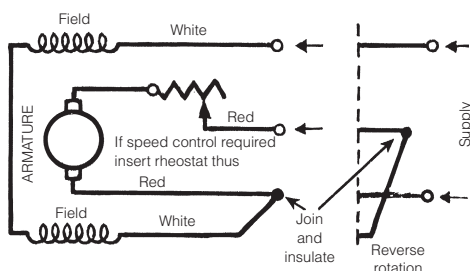 Field
White
ARMATURE
Red
If speed control required
insert rheostat thus
Red
Field
White
Join
and
insulate
Reverse
rotation
Supply